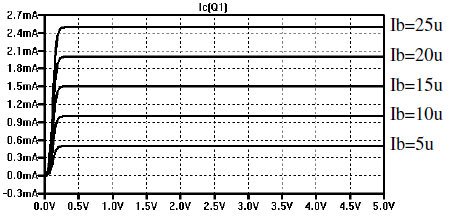 Ic(Q1)
2.7mA
2.4mA
2.1mA
1.8mA
1.5mA
1.2mA
0.9mA
0.6mA
0.3mA
0.0mA
-0.3mA
Ib=25u
Ib=20u
Ib=15u
Ib=10u
Ib=5u
0.0V 0.5V 1.0V 1.5V 2.0V 2.5V 3.0V 3.5V 4.0V 4.5V 5.0V